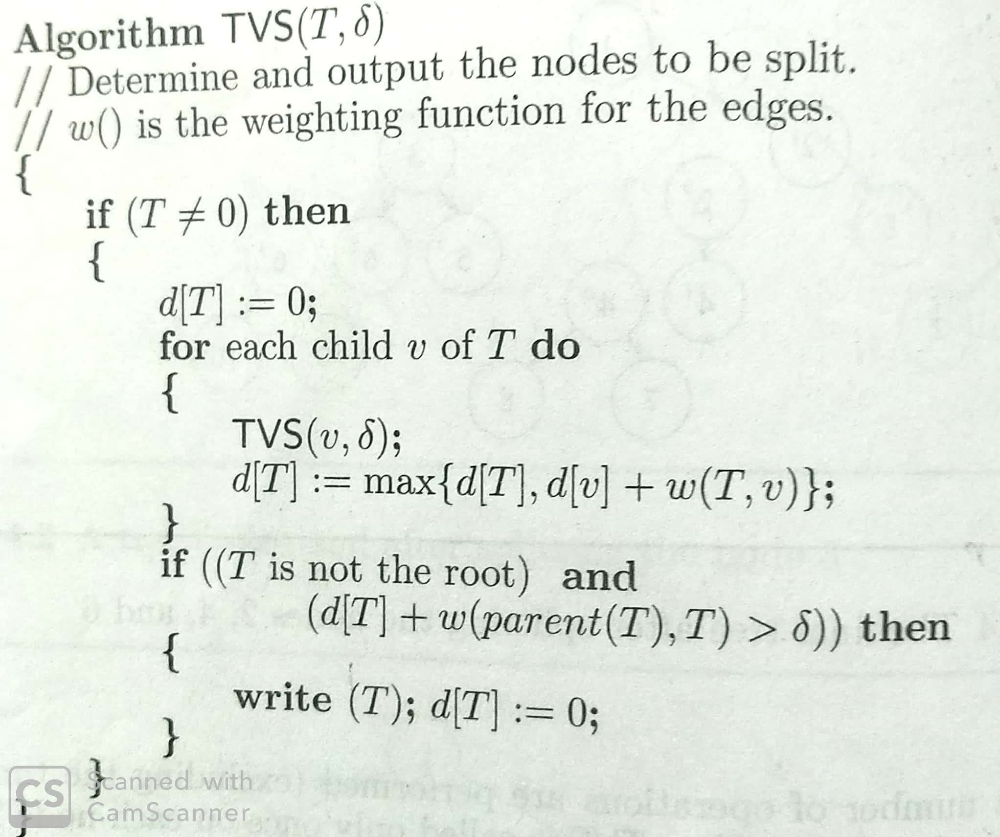 Algorithm TVS(T, δ)
// Determine and output the nodes to be split.
// w() is the weighting function for the edges.
{
if (T ≠ 0) then
{
d[T] := 0;
for each child v of T do
{
TVS(v, δ);
d[T] := max{d[T], d[v] + w(T, v)};
}
if ((T is not the root) and
(d[T] + w(parent(T), T) > δ)) then
{
write (T); d[T] := 0;
}
}
}
CS Scanned with
CamScanner